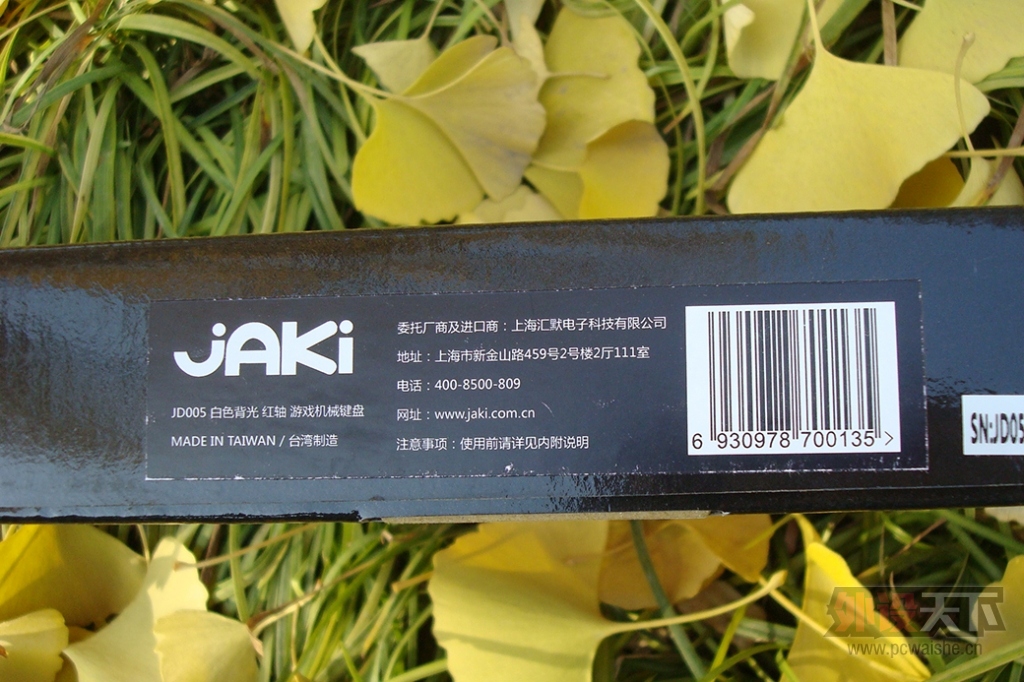 jAKi
JD005 白色背光 红轴 游戏机械键盘
MADE IN TAIWAN / 台湾制造
委托厂商及进口商：上海汇默电子科技有限公司
地址：上海市新金山路459号2号楼2厅111室
电话：400-8500-809
网址：www.jaki.com.cn
注意事项：使用前请详见内附说明
6 930978 700135 >
SN:JD05
外设天下
www.pcwaishe.cn